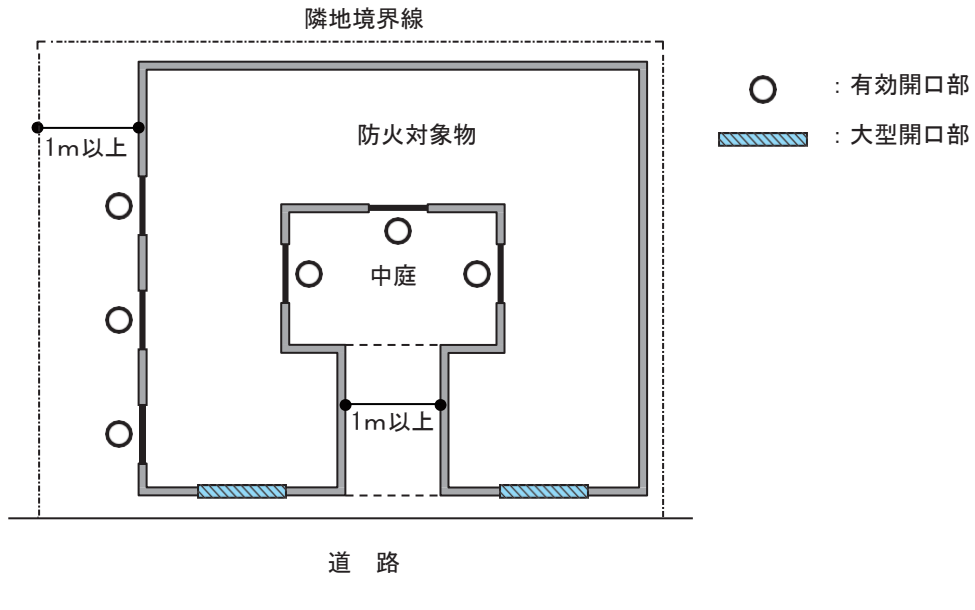 隣地境界線
：有効開口部
：大型開口部
防火対象物
1m以上
中庭
1m以上
道　路